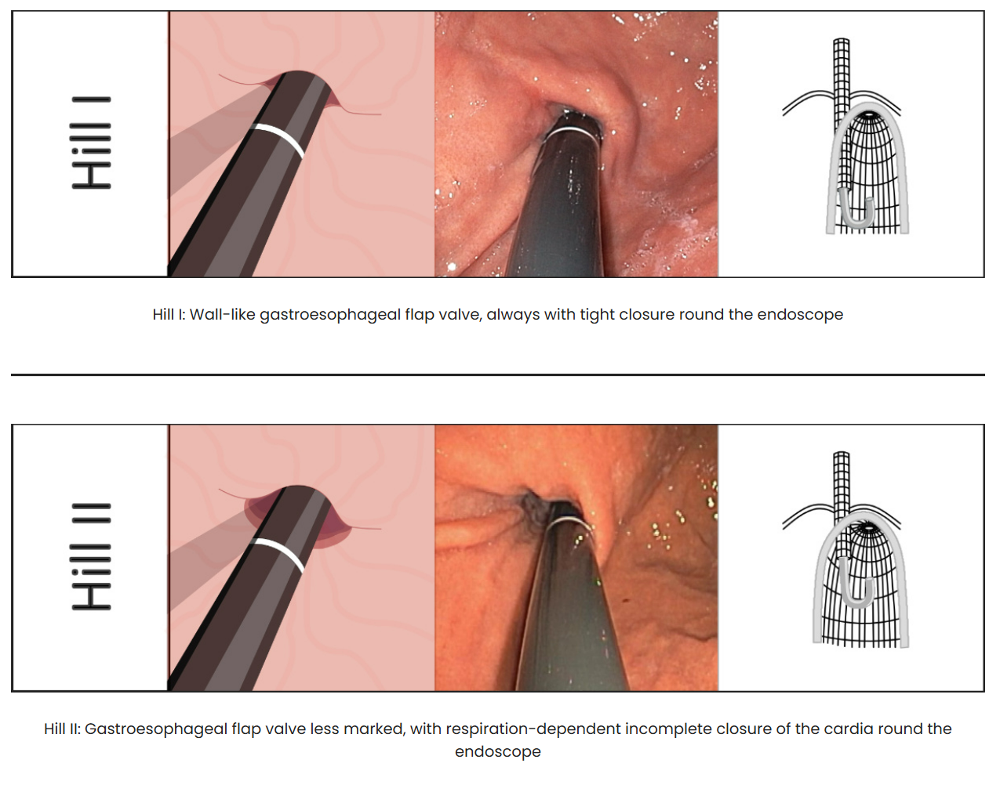 Hill I
Hill I: Wall-like gastroesophageal flap valve, always with tight closure round the endoscope
Hill II
Hill II: Gastroesophageal flap valve less marked, with respiration-dependent incomplete closure of the cardia round the
endoscope